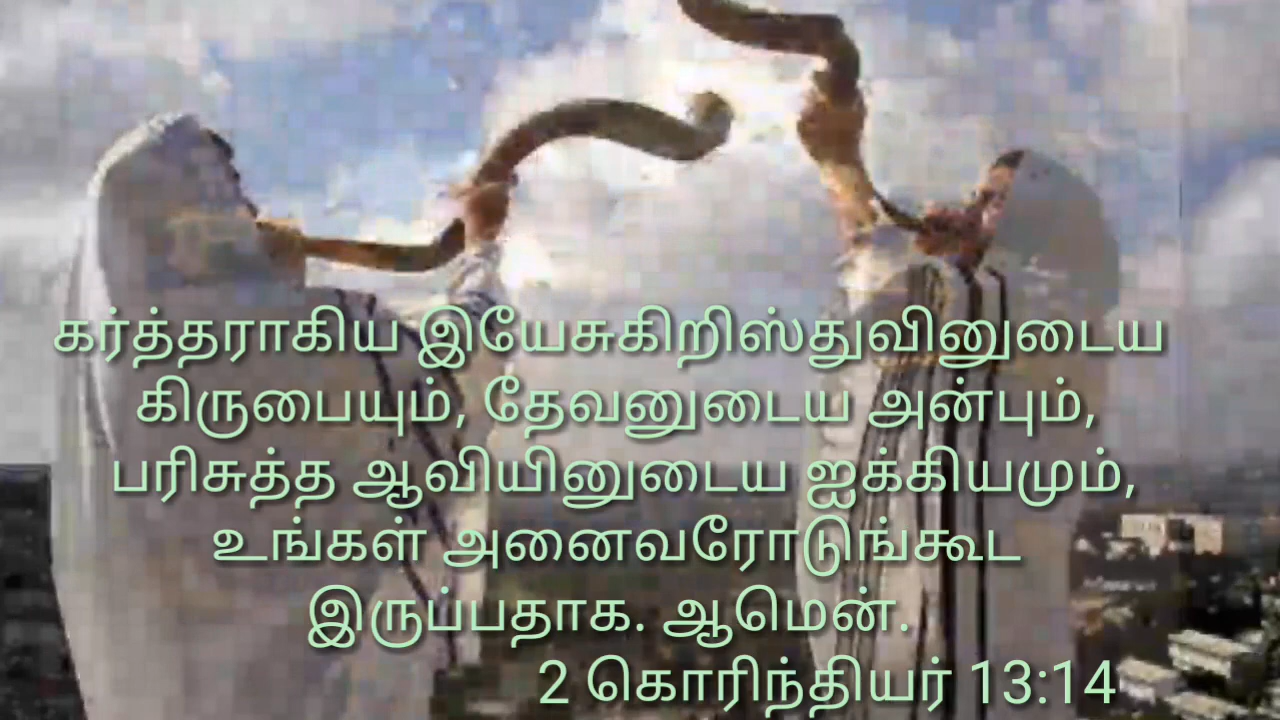 கர்த்தராகிய இயேசுகிறிஸ்துவினுடைய
கிருபையும், தேவனுடைய அன்பும்,
பரிசுத்த ஆவியினுடைய ஐக்கியமும்,
உங்கள் அனைவரோடுங்கூட
இருப்பதாக. ஆமென்.
2 கொரிந்தியர் 13:14